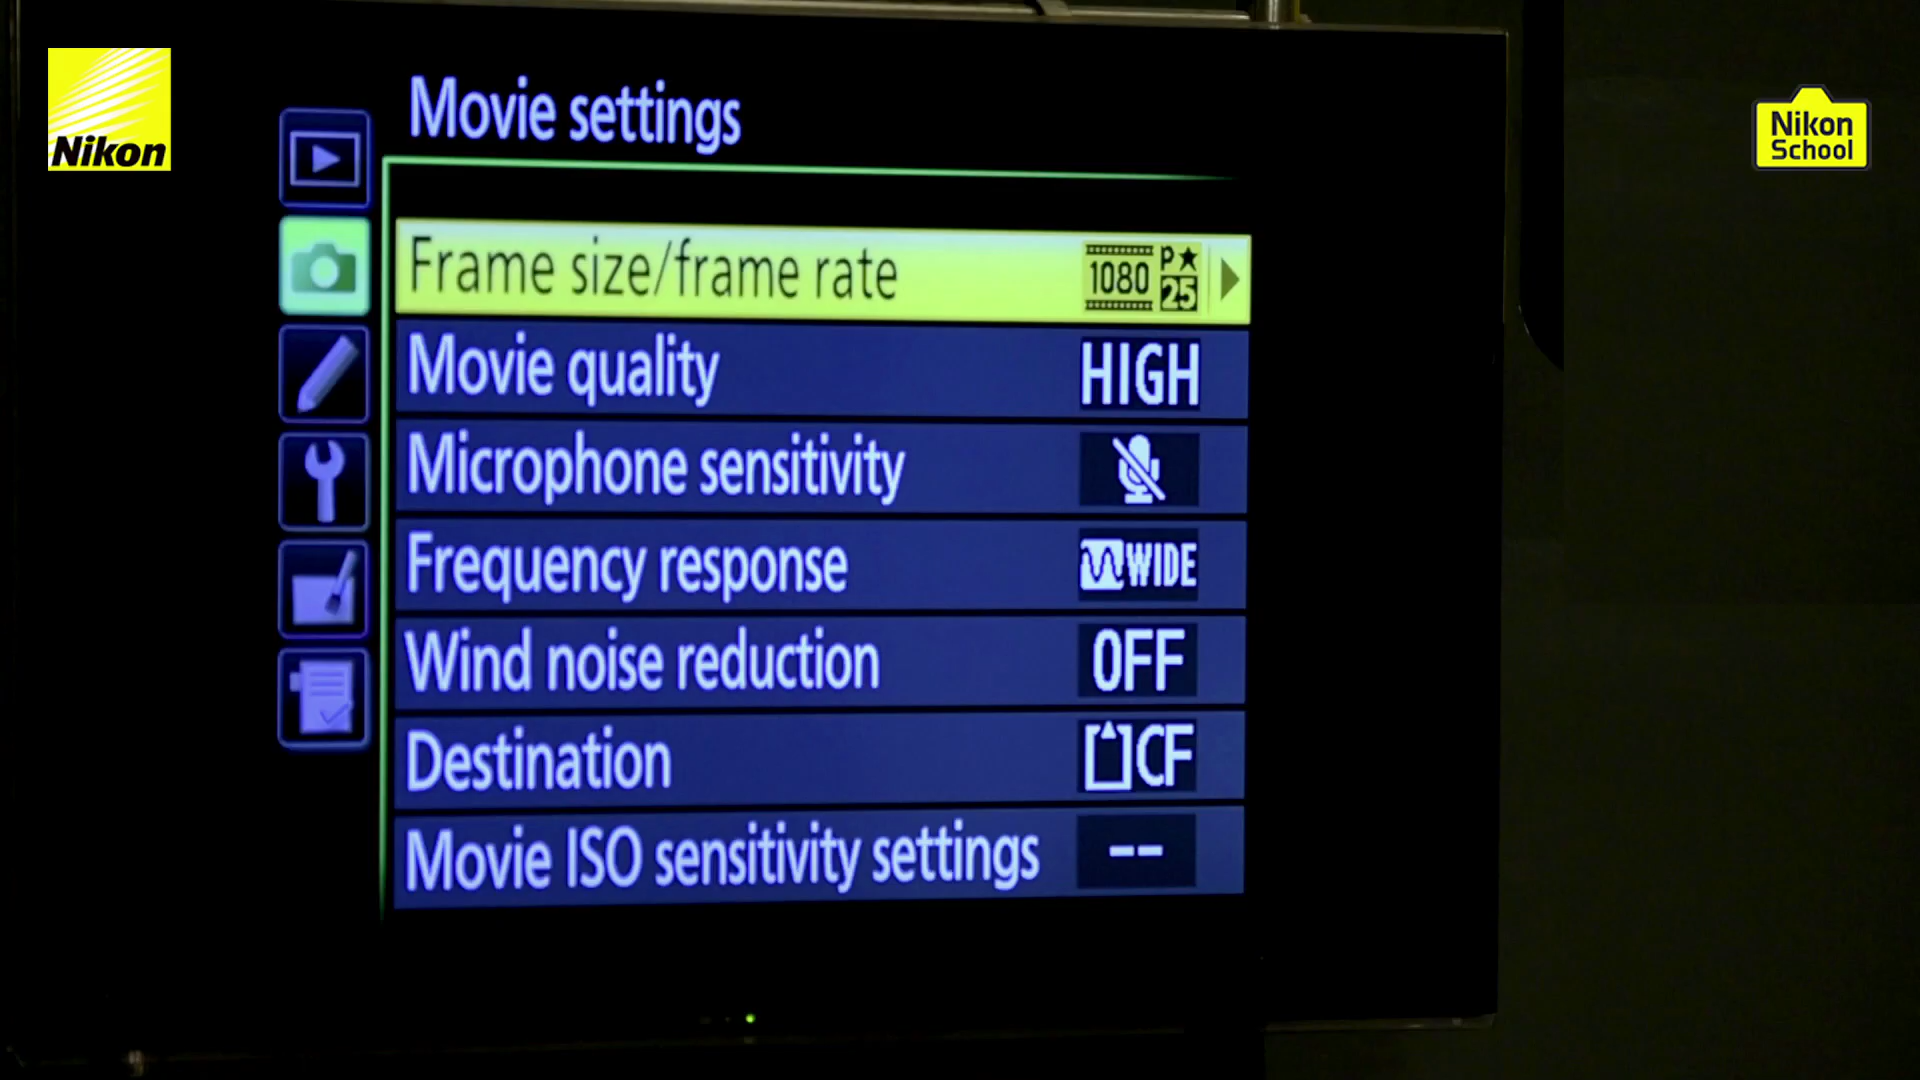 Nikon
Nikon
School
Movie settings
Frame size/frame rate 1080 P★ 25
Movie quality HIGH
Microphone sensitivity
Frequency response WIDE
Wind noise reduction OFF
Destination CF
Movie ISO sensitivity settings --